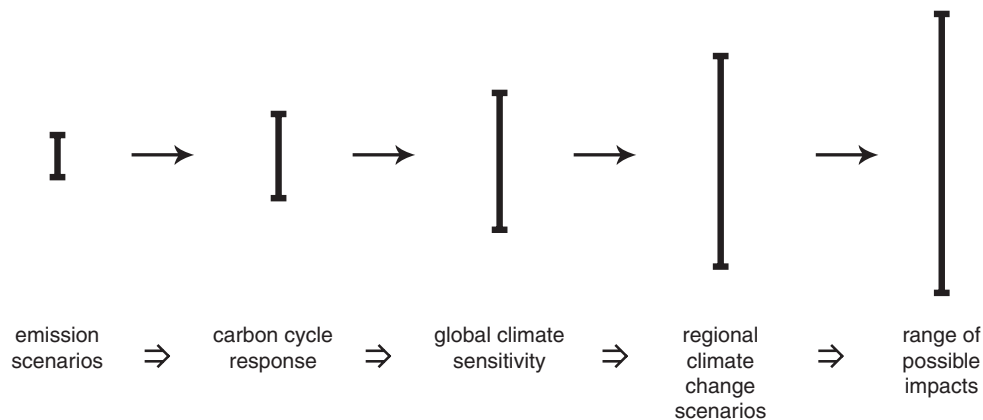 emission
scenarios
⇒
carbon cycle
response
⇒
global climate
sensitivity
⇒
regional
climate
change
scenarios
⇒
range of
possible
impacts